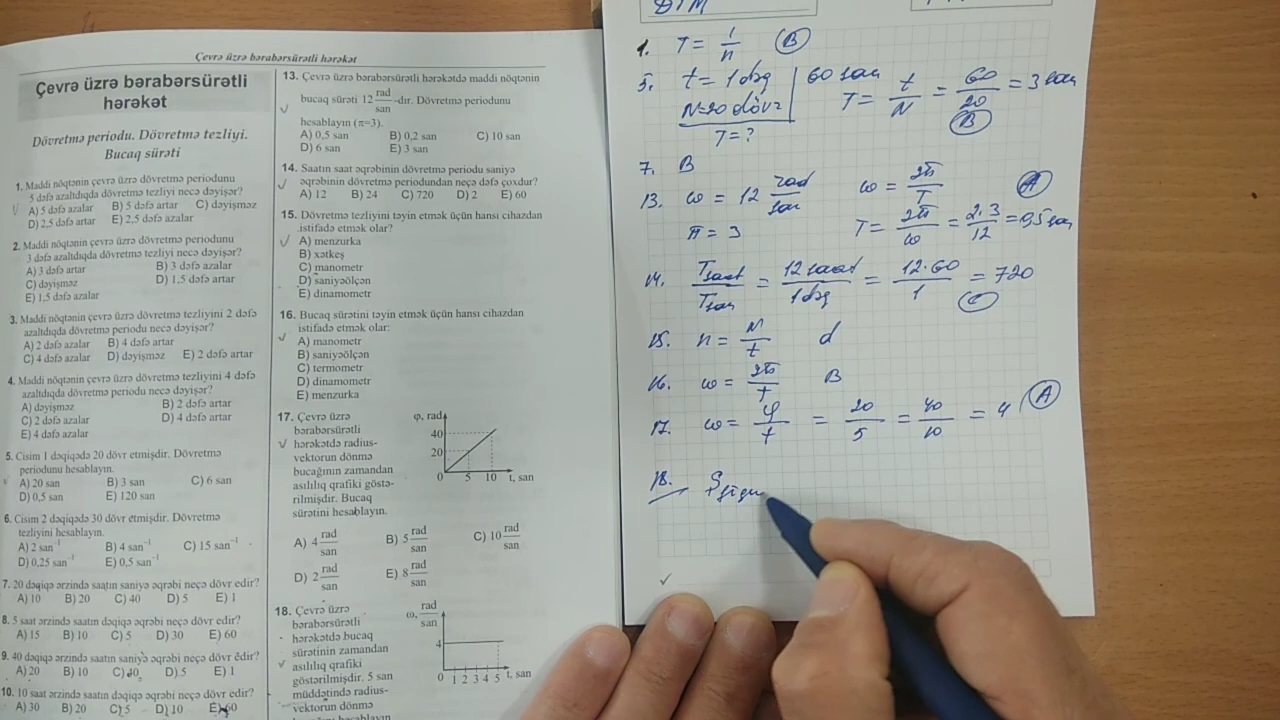 Çevrə üzrə bərabərsürətli hərəkət
Çevrə üzrə bərabərsürətli
hərəkət
Dövretmə periodu. Dövretmə tezliyi.
Bucaq sürəti
1. Maddi nöqtənin çevrə üzrə dövretmə periodunu
5 dəfə azaltdıqda dövretmə tezliyi necə dəyişər?
A) 5 dəfə azalar B) 5 dəfə artar C) dəyişməz
D) 2,5 dəfə artar E) 2,5 dəfə azalar
2. Maddi nöqtənin çevrə üzrə dövretmə periodunu
3 dəfə azaltdıqda dövretmə tezliyi necə dəyişər?
A) 3 dəfə artar B) 3 dəfə azalar
C) dəyişməz D) 1,5 dəfə artar
E) 1,5 dəfə azalar
3. Maddi nöqtənin dövretmə tezliyini 2 dəfə
azaltdıqda dövretmə periodu necə dəyişər?
A) 2 dəfə azalar B) 4 dəfə artar
C) 4 dəfə azalar D) dəyişməz E) 2 dəfə artar
4. Maddi nöqtənin dövretmə tezliyini 4 dəfə
azaltdıqda dövretmə periodu necə dəyişər?
A) dəyişməz B) 2 dəfə artar
C) 2 dəfə azalar D) 4 dəfə artar
E) 4 dəfə azalar
5. Cisim 1 dəqiqədə 20 dövr etmişdir. Dövretmə
periodunu hesablayın.
A) 20 san B) 3 san C) 6 san
D) 0,5 san E) 120 san
6. Cisim 2 dəqiqədə 30 dövr etmişdir. Dövretmə
tezliyini hesablayın.
A) 2 san⁻¹ B) 4 san⁻¹ C) 15 san⁻¹
D) 0,25 san⁻¹ E) 0,5 san⁻¹
7. 20 dəqiqə ərzində saatın saniyə əqrəbi neçə dövr edir?
A) 10 B) 20 C) 40 D) 5 E) 1
8. 5 saat ərzində saatın dəqiqə əqrəbi neçə dövr edir?
A) 15 B) 10 C) 5 D) 30 E) 60
9. 40 dəqiqə ərzində saatın saniyə əqrəbi neçə dövr edir?
A) 20 B) 10 C) 40 D) 5 E) 1
10. 10 saat ərzində saatın dəqiqə əqrəbi neçə dövr edir?
A) 30 B) 20 C) 5 D) 10 E) 60
13. Çevrə üzrə bərabərsürətli hərəkətdə maddi nöqtənin
bucaq sürəti 12 rad/san -dır. Dövretmə periodunu
hesablayın (π=3).
A) 0,5 san B) 0,2 san C) 10 san
D) 6 san E) 3 san
14. Saatın saat əqrəbinin dövretmə periodu saniyə
əqrəbinin dövretmə periodundan neçə dəfə çoxdur?
A) 12 B) 24 C) 720 D) 2 E) 60
15. Dövretmə tezliyini təyin etmək üçün hansı cihazdan
istifadə etmək olar?
A) menzurka
B) xətkeş
C) manometr
D) saniyəölçən
E) dinamometr
16. Bucaq sürətini təyin etmək üçün hansı cihazdan
istifadə etmək olar:
A) manometr
B) saniyəölçən
C) termometr
D) dinamometr
E) menzurka
17. Çevrə üzrə
bərabərsürətli
hərəkətdə radius-
vektorun dönmə
bucağının zamandan
asılılıq qrafiki göstə-
rilmişdir. Bucaq
sürətini hesablayın.
φ, rad
40
20
0 5 10 t, san
A) 4 rad/san B) 5 rad/san C) 10 rad/san
D) 2 rad/san E) 8 rad/san
18. Çevrə üzrə
bərabərsürətli
hərəkətdə bucaq
sürətinin zamandan
asılılıq qrafiki
göstərilmişdir. 5 san
müddətində radius-
vektorun dönmə
ω, rad/san
4
0 1 2 3 4 5 t, san
DİM
1. T = 1/n B
5. t = 1 dəq 60 san T = t/N = 60/20 = 3 san
N=20 dövr B
T = ?
7. B
13. ω = 12 rad/san ω = 2π/T A
π = 3 T = 2π/ω = 2·3/12 = 0,5 san
14. Tsaat/Tsan = 12 saat/1 dəq = 12·60/1 = 720
C
15. n = N/t d
16. ω = 2π/T B
17. ω = φ/t = 20/5 = 40/10 = 4 A
18. Sfiqu